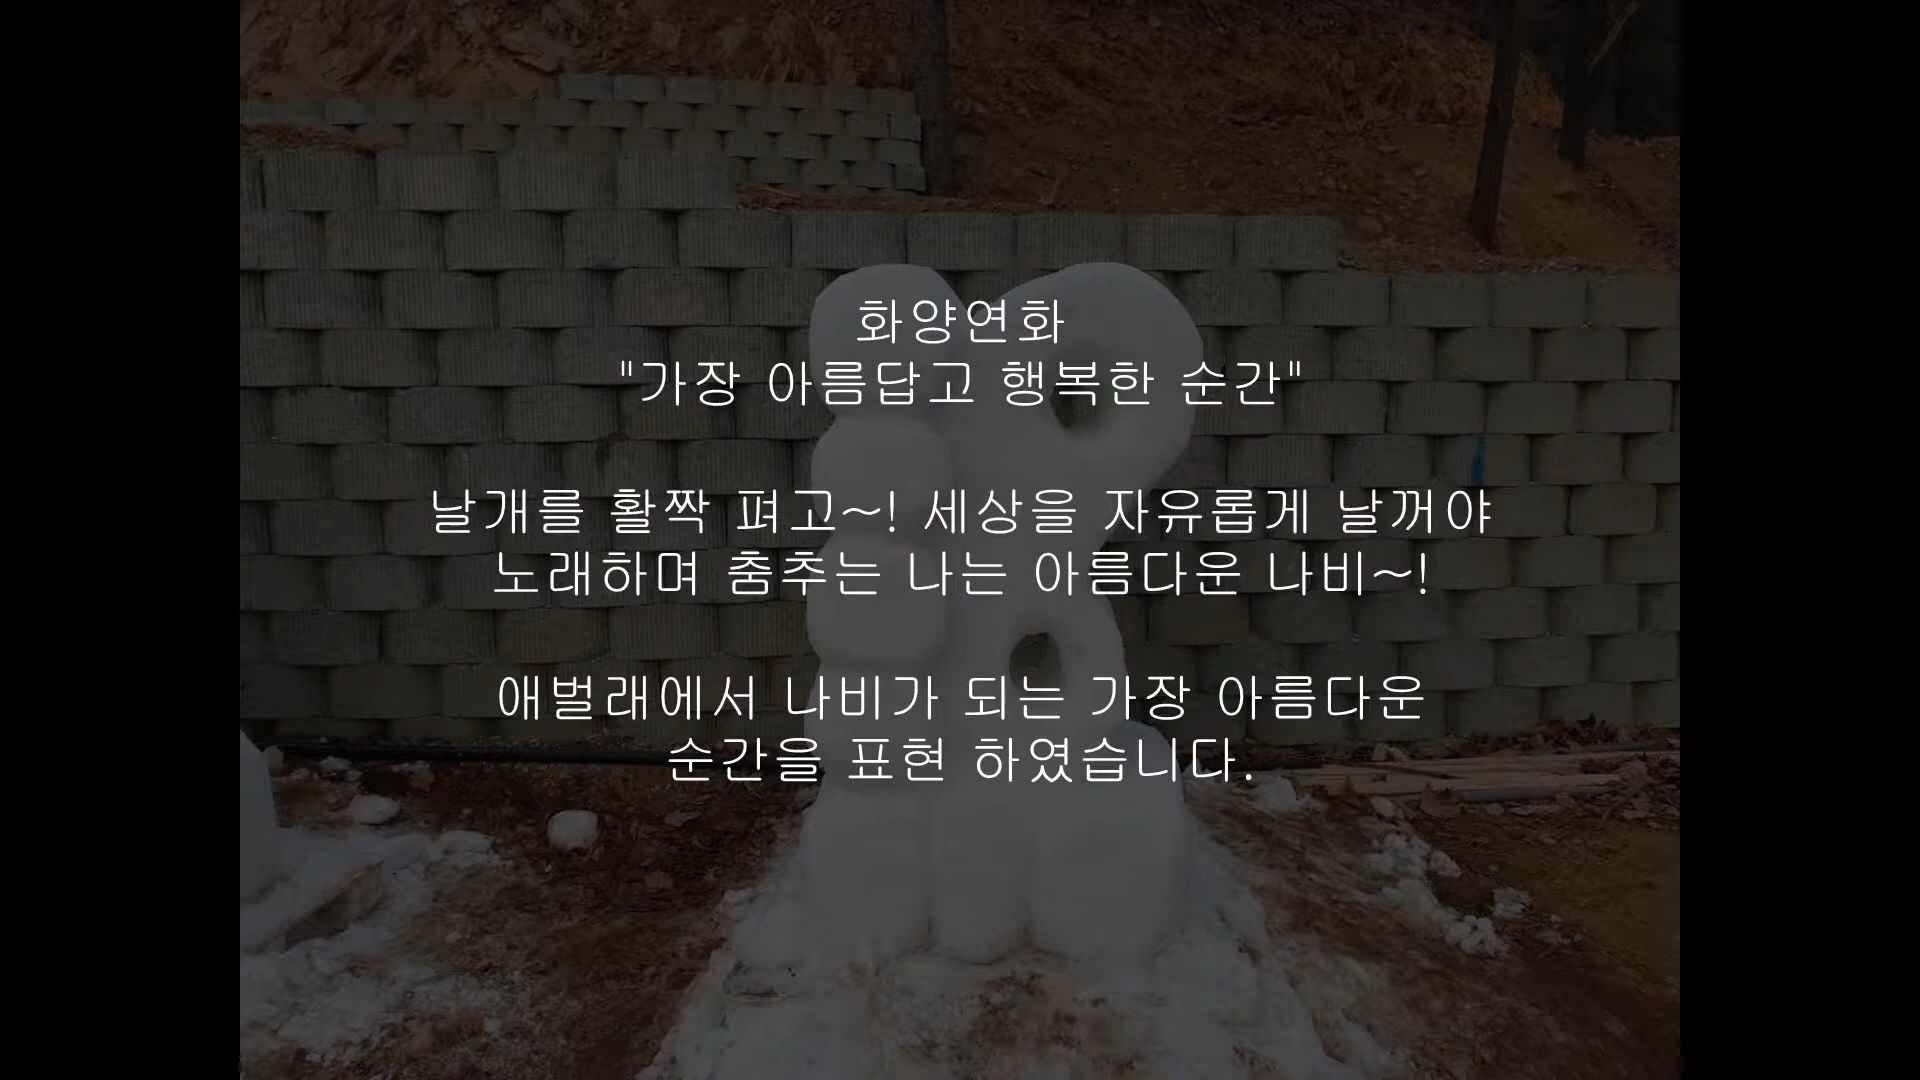 화양연화
"가장 아름답고 행복한 순간"
날개를 활짝 펴고~! 세상을 자유롭게 날꺼야
노래하며 춤추는 나는 아름다운 나비~!
애벌래에서 나비가 되는 가장 아름다운
순간을 표현 하였습니다.